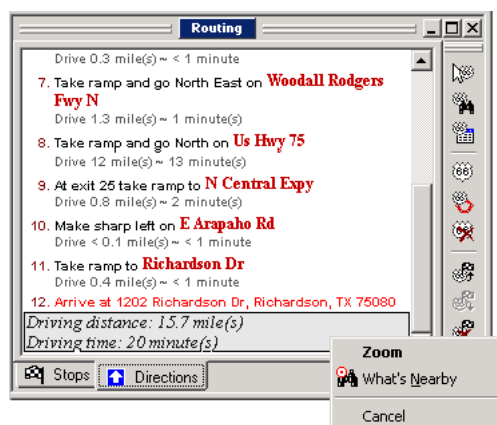 Routing
Drive 0.3 mile(s) ~ < 1 minute
7. Take ramp and go North East on Woodall Rodgers
Fwy N
Drive 1.3 mile(s) ~ 1 minute(s)
8. Take ramp and go North on Us Hwy 75
Drive 12 mile(s) ~ 13 minute(s)
9. At exit 25 take ramp to N Central Expy
Drive 0.8 mile(s) ~ 2 minute(s)
10. Make sharp left on E Arapaho Rd
Drive < 0.1 mile(s) ~ < 1 minute
11. Take ramp to Richardson Dr
Drive 0.4 mile(s) ~ < 1 minute
12. Arrive at 1202 Richardson Dr, Richardson, TX 75080
Driving distance: 15.7 mile(s)
Driving time: 20 minute(s)
Stops
Directions
66
Zoom
What's Nearby
Cancel